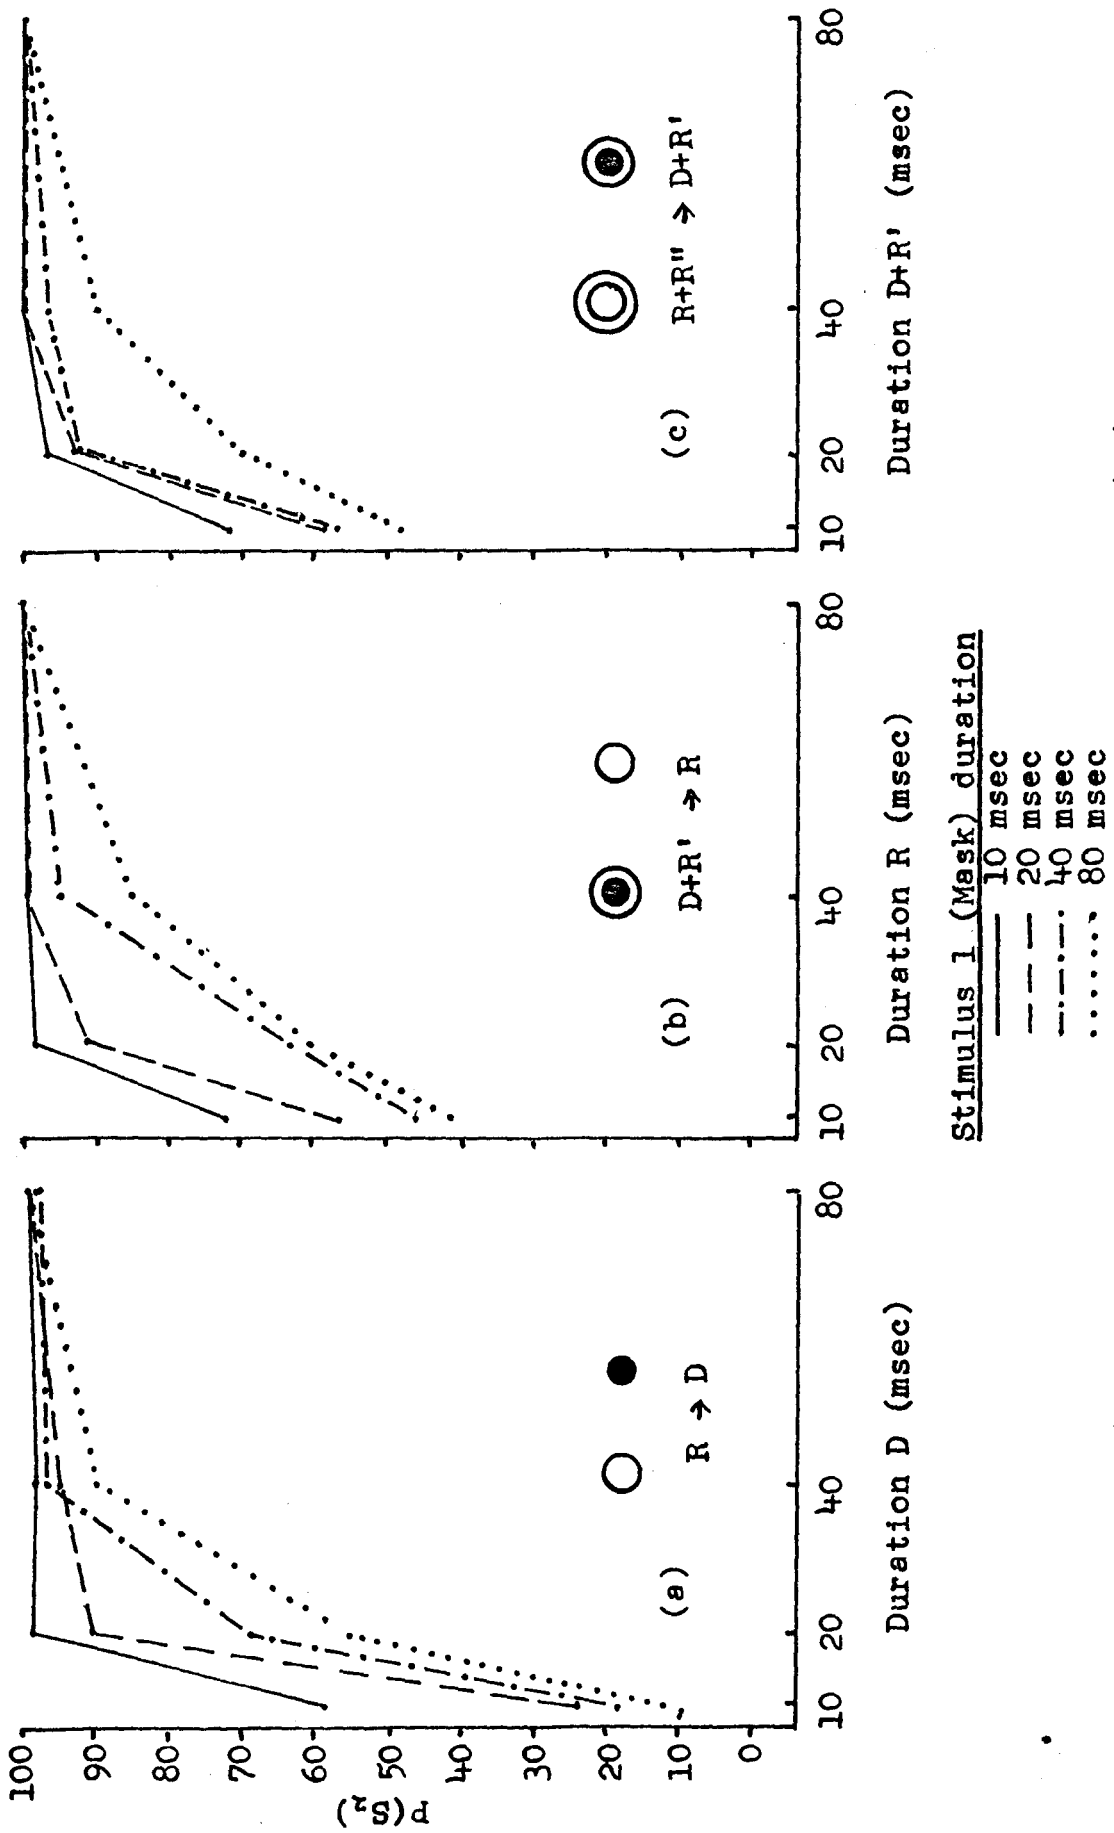 P(S₂)
100
90
80
70
60
50
40
30
20
10
0
(a)
R → D
10
20
40
80
Duration D (msec)
(b)
D+R' → R
10
20
40
80
Duration R (msec)
(c)
R+R" → D+R'
10
20
40
80
Duration D+R' (msec)
Stimulus 1 (Mask) duration
10 msec
20 msec
40 msec
80 msec